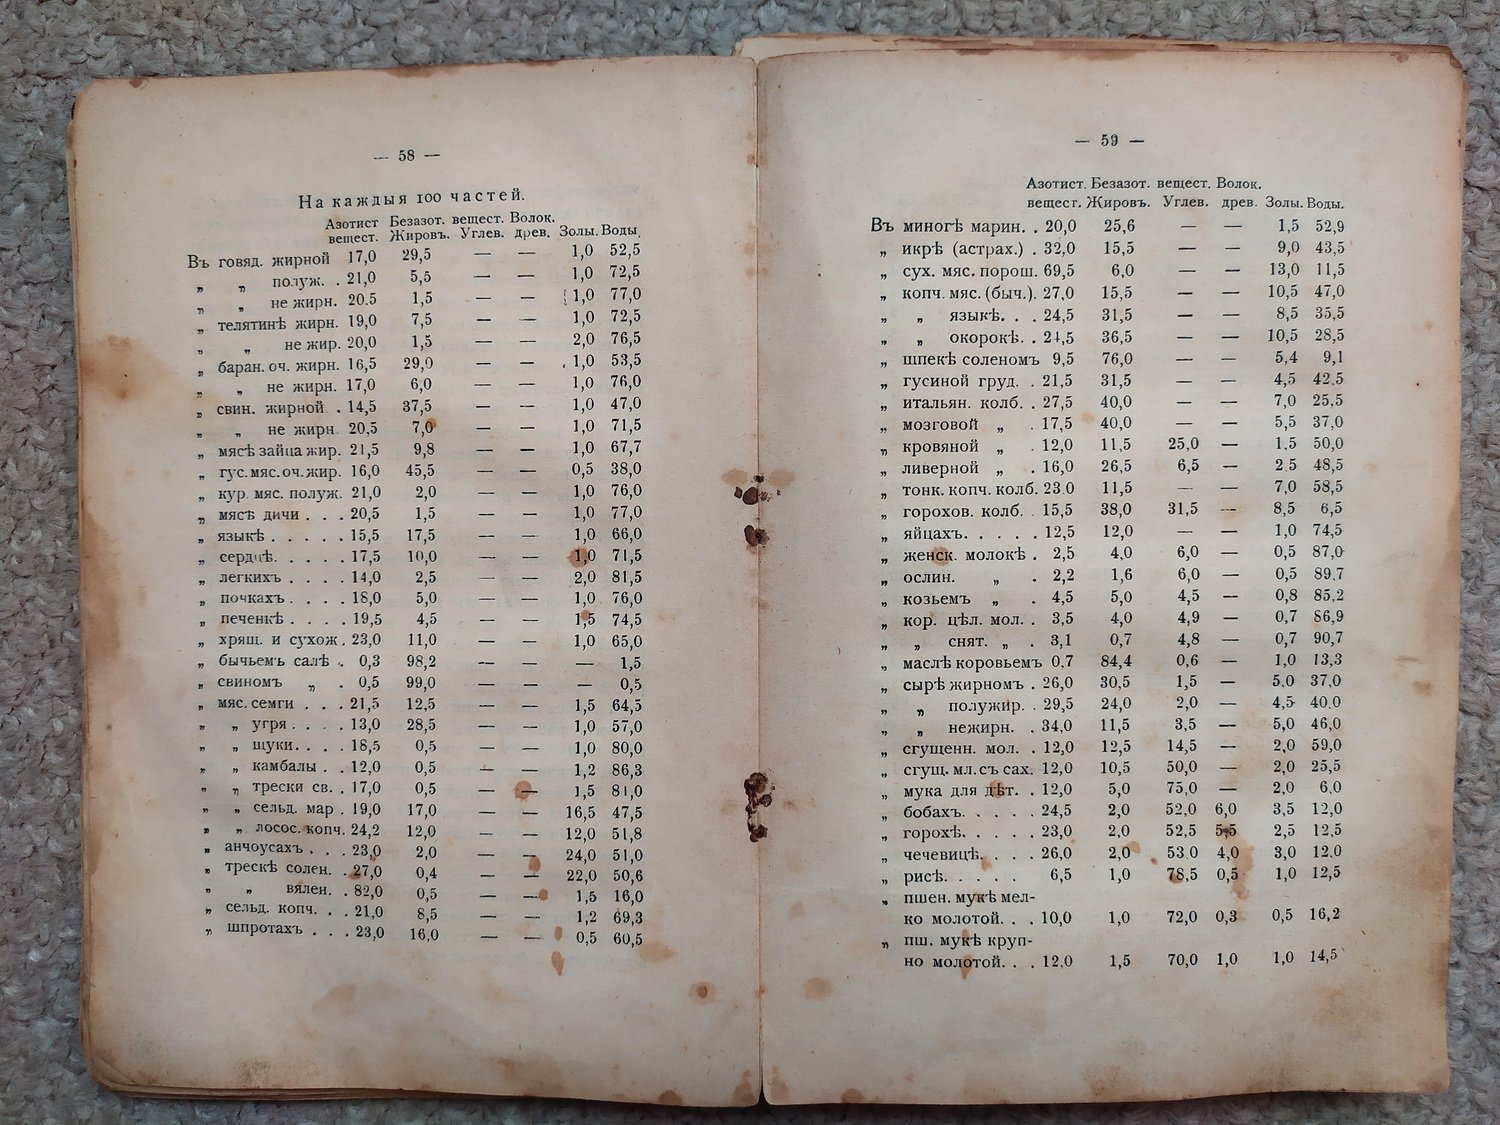 — 58 —
На каждыя 100 частей.
Азотист Безазот. вещест. Волок.
вещест. Жировъ. Углев. древ. Золы. Воды,
Въ говяд. жирной 17,0 29,5 — — 1,0 52,5
„ „ полуж. . 21,0 5,5 — — 1,0 72,5
„ „ не жирн. 20.5 1,5 — — 1,0 77,0
„ телятинѣ жирн. 19,0 7,5 — — 1,0 72,5
„ „ не жир. 20,0 1,5 — — 2,0 76,5
„ баран. оч. жирн. 16,5 29,0 — — 1,0 53,5
„ „ не жирн. 17,0 6,0 — — 1,0 76,0
„ свин. жирной . 14,5 37,5 — — 1,0 47,0
„ „ не жирн. 20,5 7,0 — — 1,0 71,5
„ мясѣ зайца жир. 21,5 9,8 — — 1,0 67,7
„ гус. мяс. оч. жир. 16,0 45,5 — — 0,5 38,0
„ кур. мяс. полуж. 21,0 2,0 — — 1,0 76,0
„ мясѣ дичи . . . 20,5 1,5 — — 1,0 77,0
„ языкѣ . . . . . 15,5 17,5 — — 1,0 66,0
„ сердцѣ. . . . . 17,5 10,0 — — 1,0 71,5
„ легкихъ . . . . 14,0 2,5 — — 2,0 81,5
„ почкахъ . . . . 18,0 5,0 — — 1,0 76,0
„ печенкѣ . . . . 19,5 4,5 — — 1,5 74,5
„ хрящ. и сухож . 23,0 11,0 — — 1,0 65,0
„ бычьемъ салѣ . 0,3 98,2 — — — 1,5
„ свиномъ „ . 0,5 99,0 — — — 0,5
„ мяс. семги . . . 21,5 12,5 — — 1,5 64,5
„ „ угря . . . . 13,0 28,5 — — 1,0 57,0
„ „ щуки. . . . 18,5 0,5 — — 1,0 80,0
„ „ камбалы . . 12,0 0,5 — — 1,2 86,3
„ „ трески св. . 17,0 0,5 — — 1,5 81,0
„ „ сельд. мар . 19,0 17,0 — — 16,5 47,5
„ „ лосос. копч. 24,2 12,0 — — 12,0 51,8
„ анчоусахъ . . . 23,0 2,0 — — 24,0 51,0
„ трескѣ солен. . 27,0 0,4 — — 22,0 50,6
„ „ вялен. . 82,0 0,5 — — 1,5 16,0
„ сельд. копч. . . 21,0 8,5 — — 1,2 69,3
„ шпротахъ . . . 23,0 16,0 — — 0,5 60,5
— 59 —
Азотист. Безазот. вещест. Волок.
вещест. Жировъ. Углев. древ. Золы. Воды.
Въ миногѣ марин. . 20,0 25,6 — — 1,5 52,9
„ икрѣ (астрах.) . 32,0 15,5 — — 9,0 43,5
„ сух. мяс. порош. 69,5 6,0 — — 13,0 11,5
„ копч. мяс. (быч.). 27,0 15,5 — — 10,5 47,0
„ „ языкѣ. . . 24,5 31,5 — — 8,5 35,5
„ „ окорокѣ. . 24,5 36,5 — — 10,5 28,5
„ шпекѣ соленомъ 9,5 76,0 — — 5,4 9,1
„ гусиной груд. . 21,5 31,5 — — 4,5 42,5
„ итальян. колб. . 27,5 40,0 — — 7,0 25,5
„ мозговой „ . 17,5 40,0 — — 5,5 37,0
„ кровяной „ . 12,0 11,5 25,0 — 1,5 50,0
„ ливерной „ . 16,0 26,5 6,5 — 2 5 48,5
„ тонк. копч. колб. 23 0 11,5 — — 7,0 58,5
„ горохов. колб. . 15,5 38,0 31,5 — 8,5 6,5
„ яйцахъ. . . . . 12,5 12,0 — — 1,0 74,5
„ женск. молокѣ . 2,5 4,0 6,0 — 0,5 87,0
„ ослин. „ . 2,2 1,6 6,0 — 0,5 89,7
„ козьемъ „ . 4,5 5,0 4,5 — 0,8 85,2
„ кор. цѣл. мол. . 3,5 4,0 4,9 — 0,7 86,9
„ „ снят. „ . 3,1 0,7 4,8 — 0,7 90,7
„ маслѣ коровьемъ 0,7 84,4 0,6 — 1,0 13,3
„ сырѣ жирномъ . 26,0 30,5 1,5 — 5,0 37,0
„ „ полужир. . 29,5 24,0 2,0 — 4,5 40,0
„ „ нежирн. . 34,0 11,5 3,5 — 5,0 46,0
„ сгущенн. мол. . 12,0 12,5 14,5 — 2,0 59,0
„ сгущ. мл. съ сах. 12,0 10,5 50,0 — 2,0 25,5
„ мука для дѣт. . 12,0 5,0 75,0 — 2,0 6,0
„ бобахъ. . . . . 24,5 2,0 52,0 6,0 3,5 12,0
„ горохѣ. . . . . 23,0 2,0 52,5 5,5 2,5 12,5
„ чечевицѣ. . . . 26,0 2,0 53 0 4,0 3,0 12,0
„ рисѣ. . . . . 6,5 1,0 78,5 0,5 1,0 12,5
„ пшен. мукѣ мел-
ко молотой. . . 10,0 1,0 72,0 0,3 0,5 16,2
„ пш. мукѣ круп-
но молотой. . . 12,0 1,5 70,0 1,0 1,0 14,5